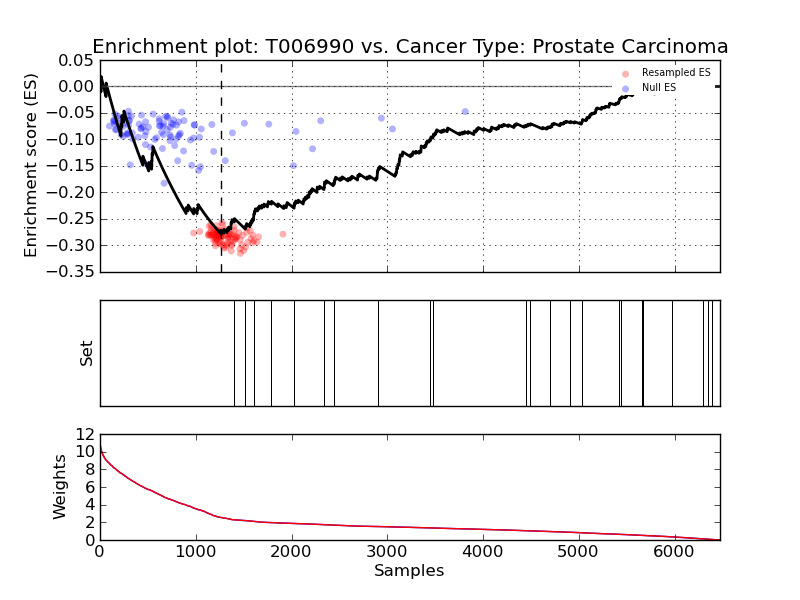 Enrichment plot: T006990 vs. Cancer Type: Prostate Carcinoma
Enrichment score (ES)
0.05
0.00
−0.05
−0.10
−0.15
−0.20
−0.25
−0.30
−0.35
Resampled ES
Null ES
Set
Weights
12
10
8
6
4
2
0
0 1000 2000 3000 4000 5000 6000
Samples